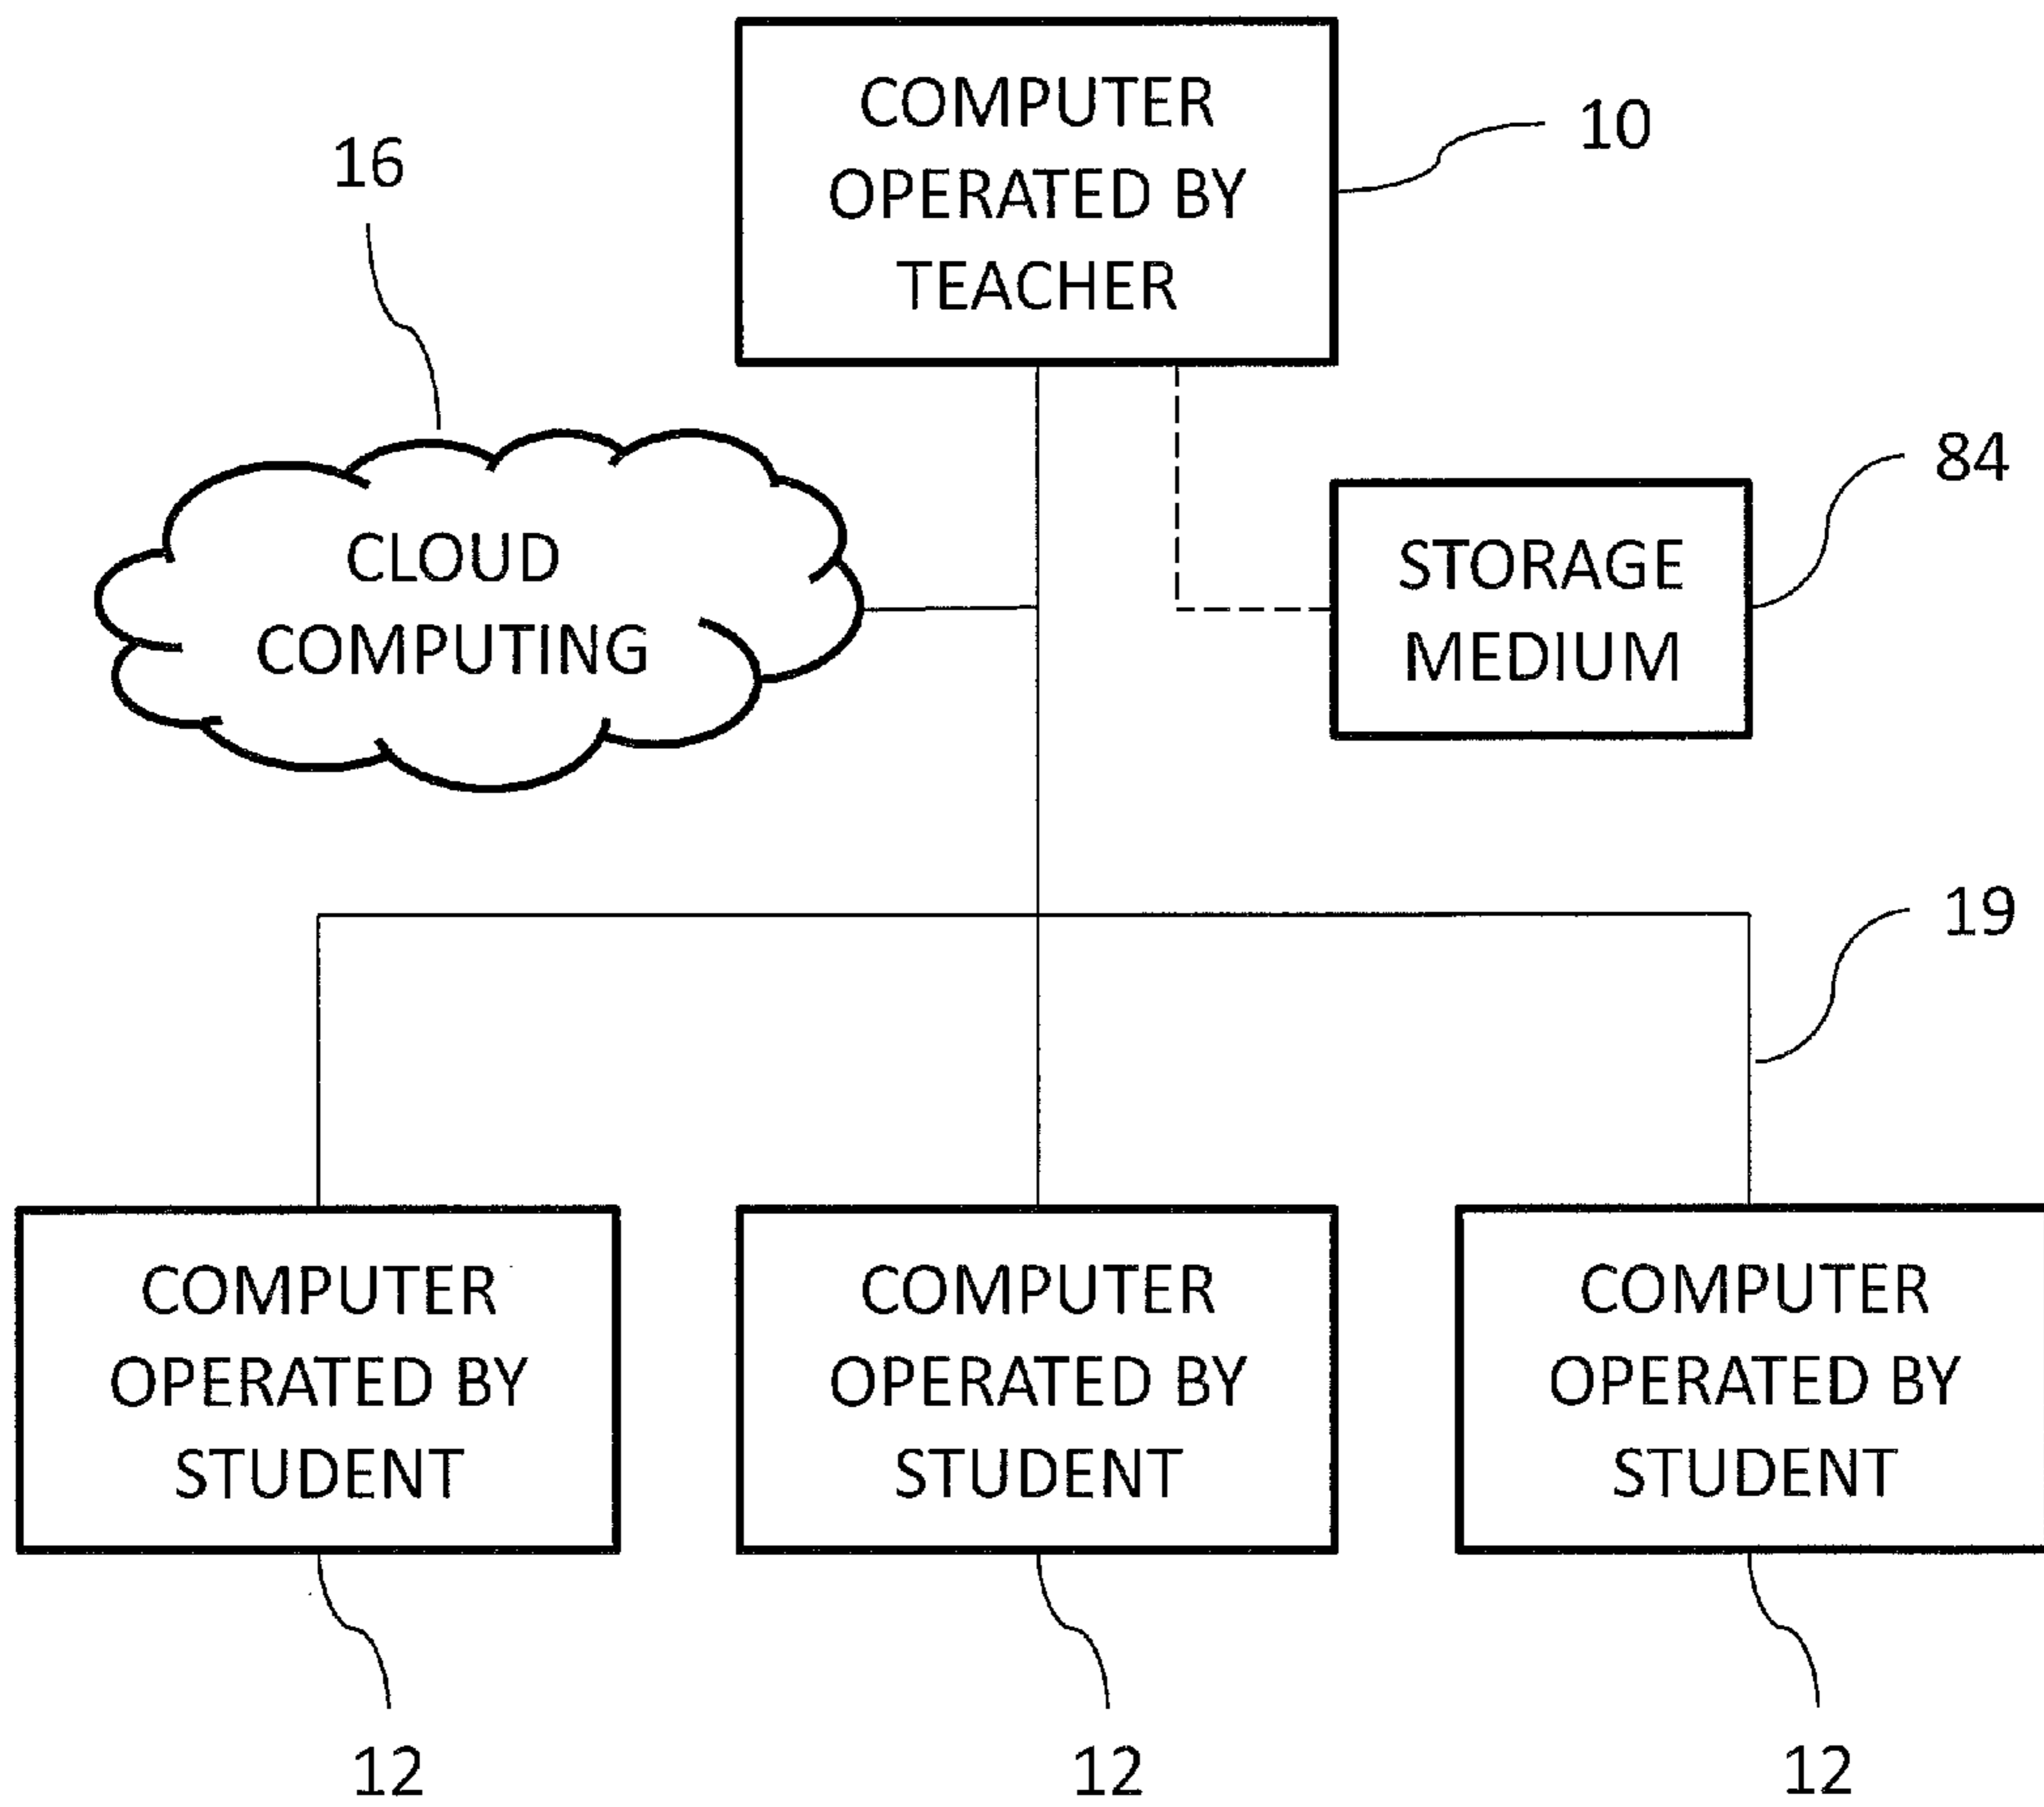 COMPUTER
OPERATED BY
TEACHER
10
16
CLOUD
COMPUTING
84
STORAGE
MEDIUM
19
COMPUTER
OPERATED BY
STUDENT
COMPUTER
OPERATED BY
STUDENT
COMPUTER
OPERATED BY
STUDENT
12
12
12